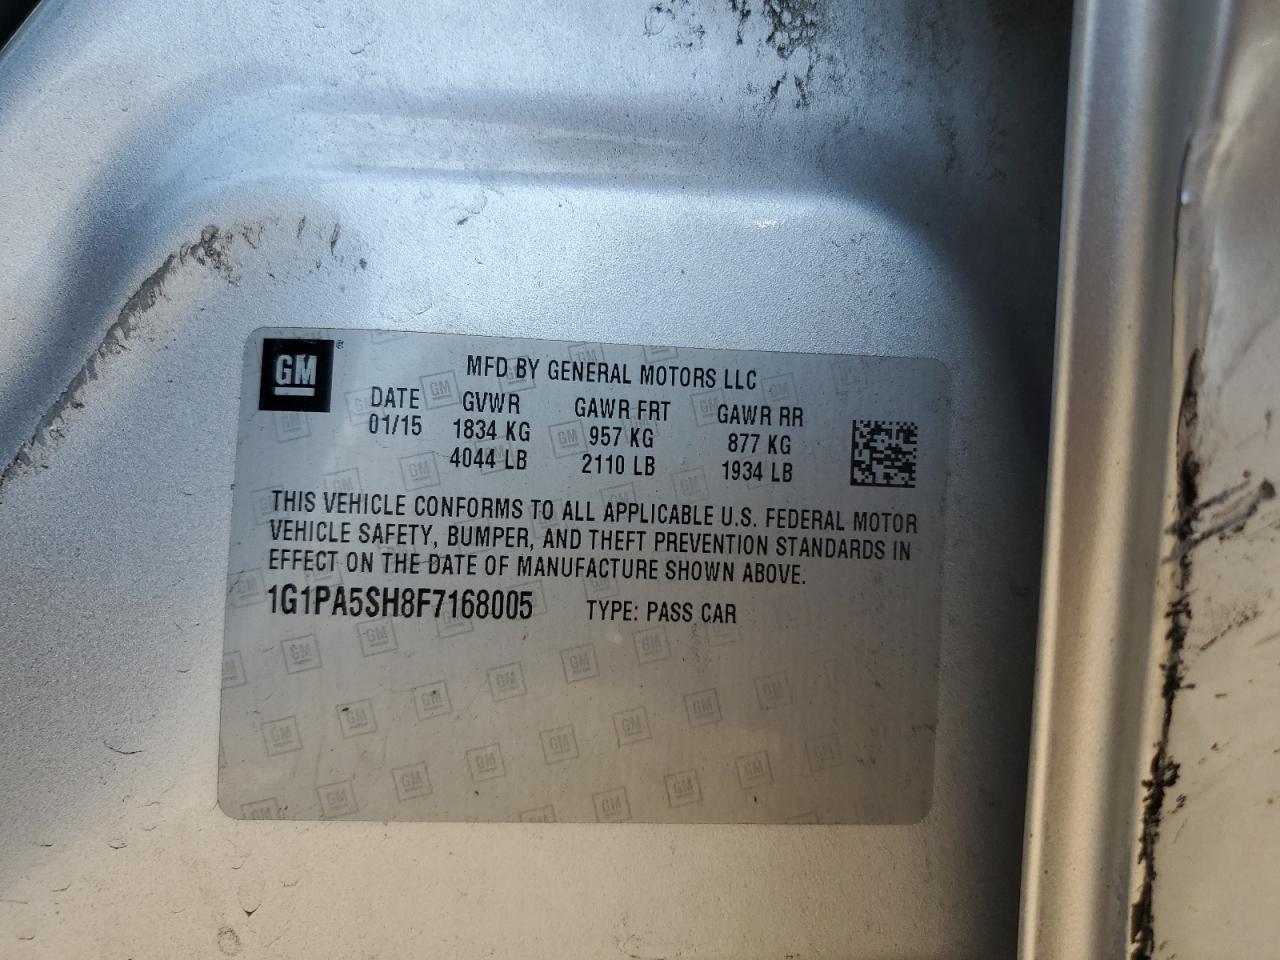 GM ®
MFD BY GENERAL MOTORS LLC
DATE GVWR GAWR FRT GAWR RR
01/15 1834 KG 957 KG 877 KG
4044 LB 2110 LB 1934 LB
THIS VEHICLE CONFORMS TO ALL APPLICABLE U.S. FEDERAL MOTOR
VEHICLE SAFETY, BUMPER, AND THEFT PREVENTION STANDARDS IN
EFFECT ON THE DATE OF MANUFACTURE SHOWN ABOVE.
1G1PA5SH8F7168005 TYPE: PASS CAR